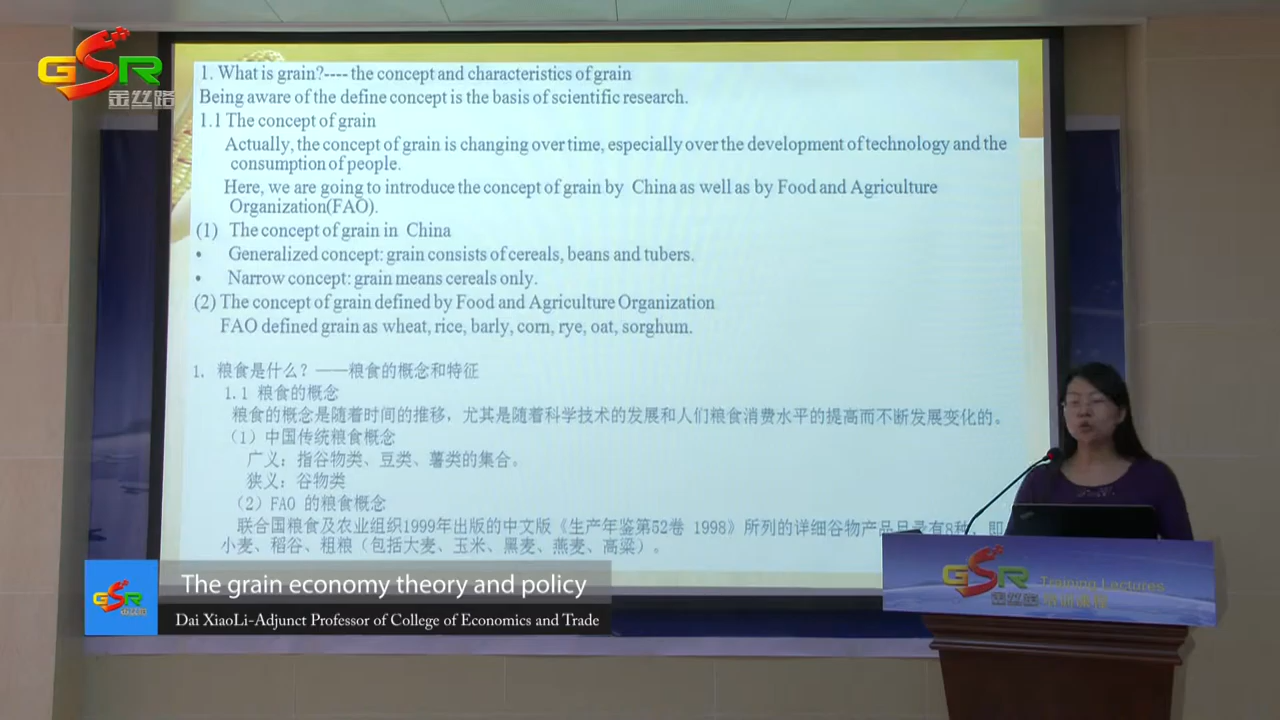 GSR
金丝路
1. What is grain?---- the concept and characteristics of grain
Being aware of the define concept is the basis of scientific research.
1.1 The concept of grain
Actually, the concept of grain is changing over time, especially over the development of technology and the
consumption of people.
Here, we are going to introduce the concept of grain by China as well as by Food and Agriculture
Organization(FAO).
(1) The concept of grain in China
• Generalized concept: grain consists of cereals, beans and tubers.
• Narrow concept: grain means cereals only.
(2) The concept of grain defined by Food and Agriculture Organization
FAO defined grain as wheat, rice, barly, corn, rye, oat, sorghum.
1. 粮食是什么？——粮食的概念和特征
1.1 粮食的概念
粮食的概念是随着时间的推移，尤其是随着科学技术的发展和人们粮食消费水平的提高而不断发展变化的。
（1）中国传统粮食概念
广义：指谷物类、豆类、薯类的集合。
狭义：谷物类
（2）FAO 的粮食概念
联合国粮食及农业组织1999年出版的中文版《生产年鉴第52卷 1998》所列的详细谷物产品目录有8种，即
小麦、稻谷、粗粮（包括大麦、玉米、黑麦、燕麦、高粱）。
GSR
The grain economy theory and policy
Dai XiaoLi-Adjunct Professor of College of Economics and Trade
GSR
金丝路
Training Lectures